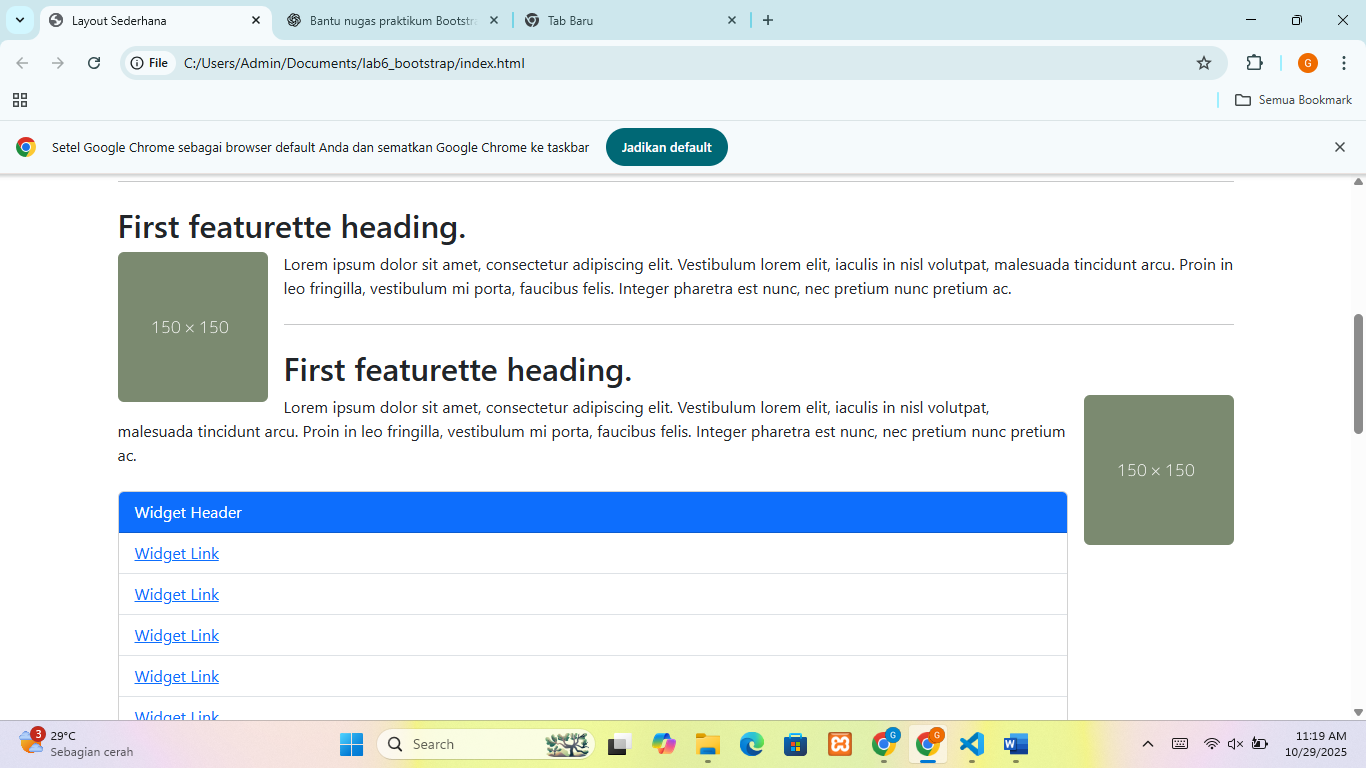 Layout Sederhana
Bantu nugas praktikum Bootstra
Tab Baru
File
C:/Users/Admin/Documents/lab6_bootstrap/index.html
G
Semua Bookmark
Setel Google Chrome sebagai browser default Anda dan sematkan Google Chrome ke taskbar
Jadikan default
First featurette heading.
150 × 150
Lorem ipsum dolor sit amet, consectetur adipiscing elit. Vestibulum lorem elit, iaculis in nisl volutpat, malesuada tincidunt arcu. Proin in
leo fringilla, vestibulum mi porta, faucibus felis. Integer pharetra est nunc, nec pretium nunc pretium ac.
First featurette heading.
Lorem ipsum dolor sit amet, consectetur adipiscing elit. Vestibulum lorem elit, iaculis in nisl volutpat,
malesuada tincidunt arcu. Proin in leo fringilla, vestibulum mi porta, faucibus felis. Integer pharetra est nunc, nec pretium nunc pretium
ac.
150 × 150
Widget Header
Widget Link
Widget Link
Widget Link
Widget Link
Widget Link
3
29°C
Sebagian cerah
Search
G
G
W
11:19 AM
10/29/2025